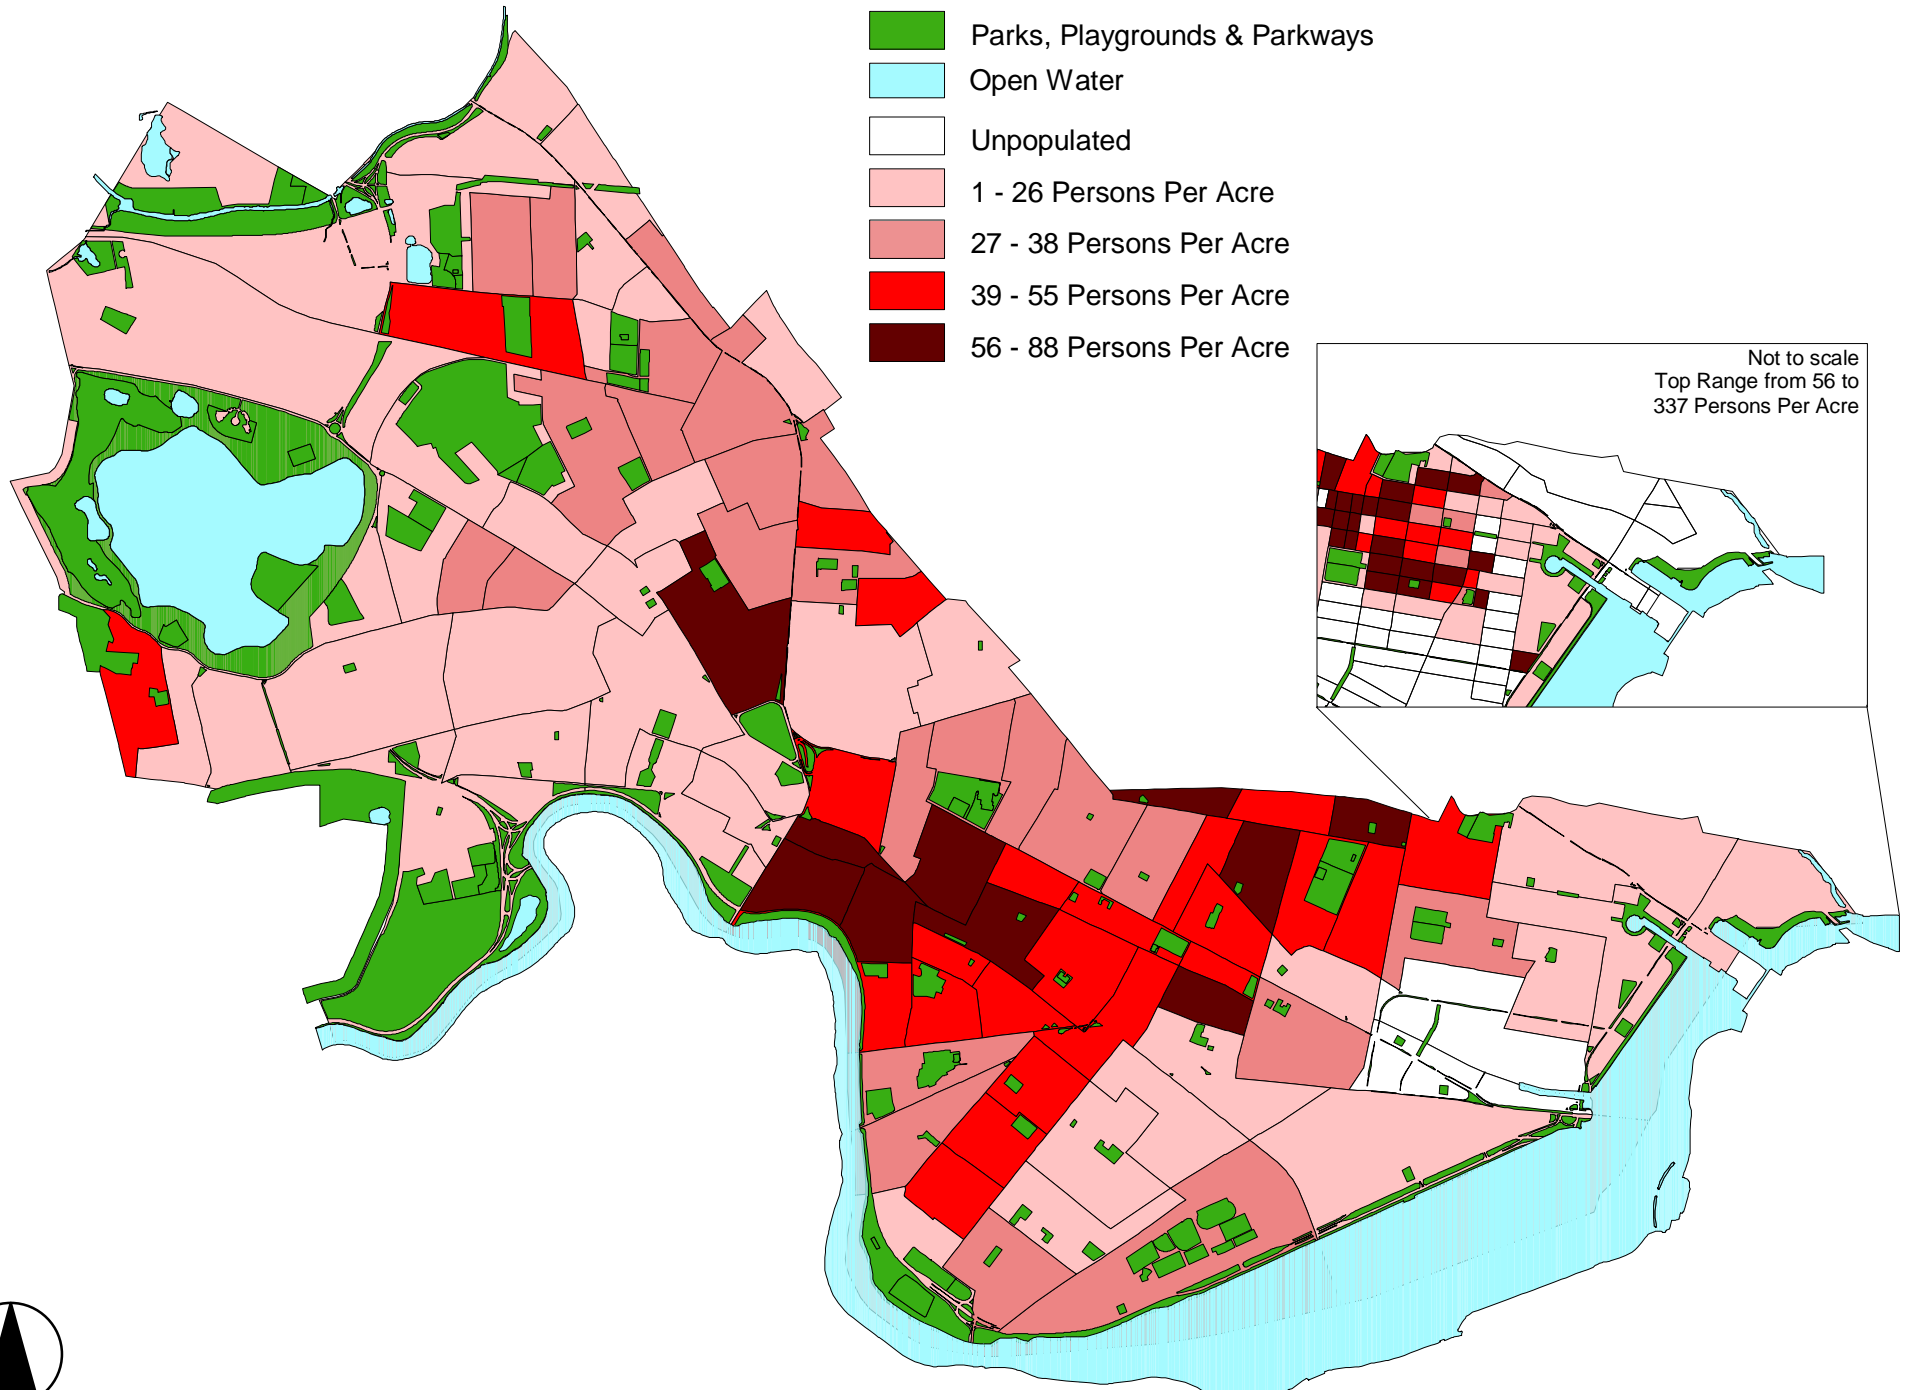 Parks, Playgrounds & Parkways
Open Water
Unpopulated
1 - 26 Persons Per Acre
27 - 38 Persons Per Acre
39 - 55 Persons Per Acre
56 - 88 Persons Per Acre
Not to scale
Top Range from 56 to
337 Persons Per Acre